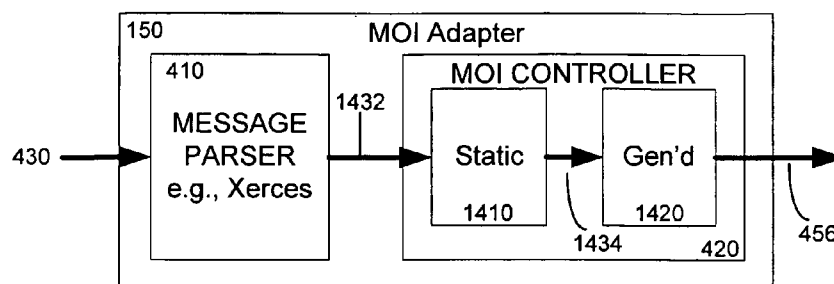 150
MOI Adapter
410
MESSAGE
PARSER
e.g., Xerces
430
1432
MOI CONTROLLER
Static
1410
1434
Gen'd
1420
420
456